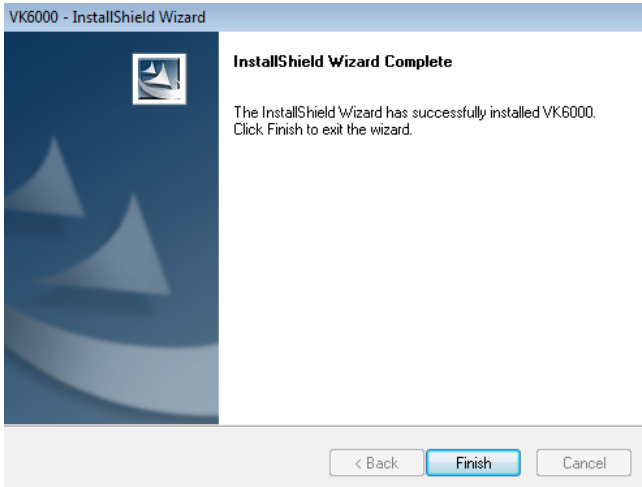 VK6000 - InstallShield Wizard
InstallShield Wizard Complete
The InstallShield Wizard has successfully installed VK6000.
Click Finish to exit the wizard.
< Back
Finish
Cancel